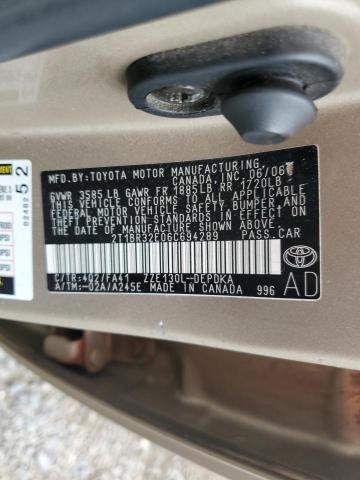 MFD.BY:TOYOTA MOTOR MANUFACTURING,
CANADA, INC. 06/06
GVWR 3585LB GAWR FR 1885LB RR 1720LB
THIS VEHICLE CONFORMS TO ALL APPLICABLE
FEDERAL MOTOR VEHICLE SAFETY, BUMPER, AND
THEFT PREVENTION STANDARDS IN EFFECT ON
THE DATE OF MANUFACTURE SHOWN ABOVE.
2T1BR32E06C694289 PASS.CAR
C/TR:4Q2/FA41 ZZE130L-DEPDKA
A/TM:-02A/A245E MADE IN CANADA 996
AD
TOYOTA
52